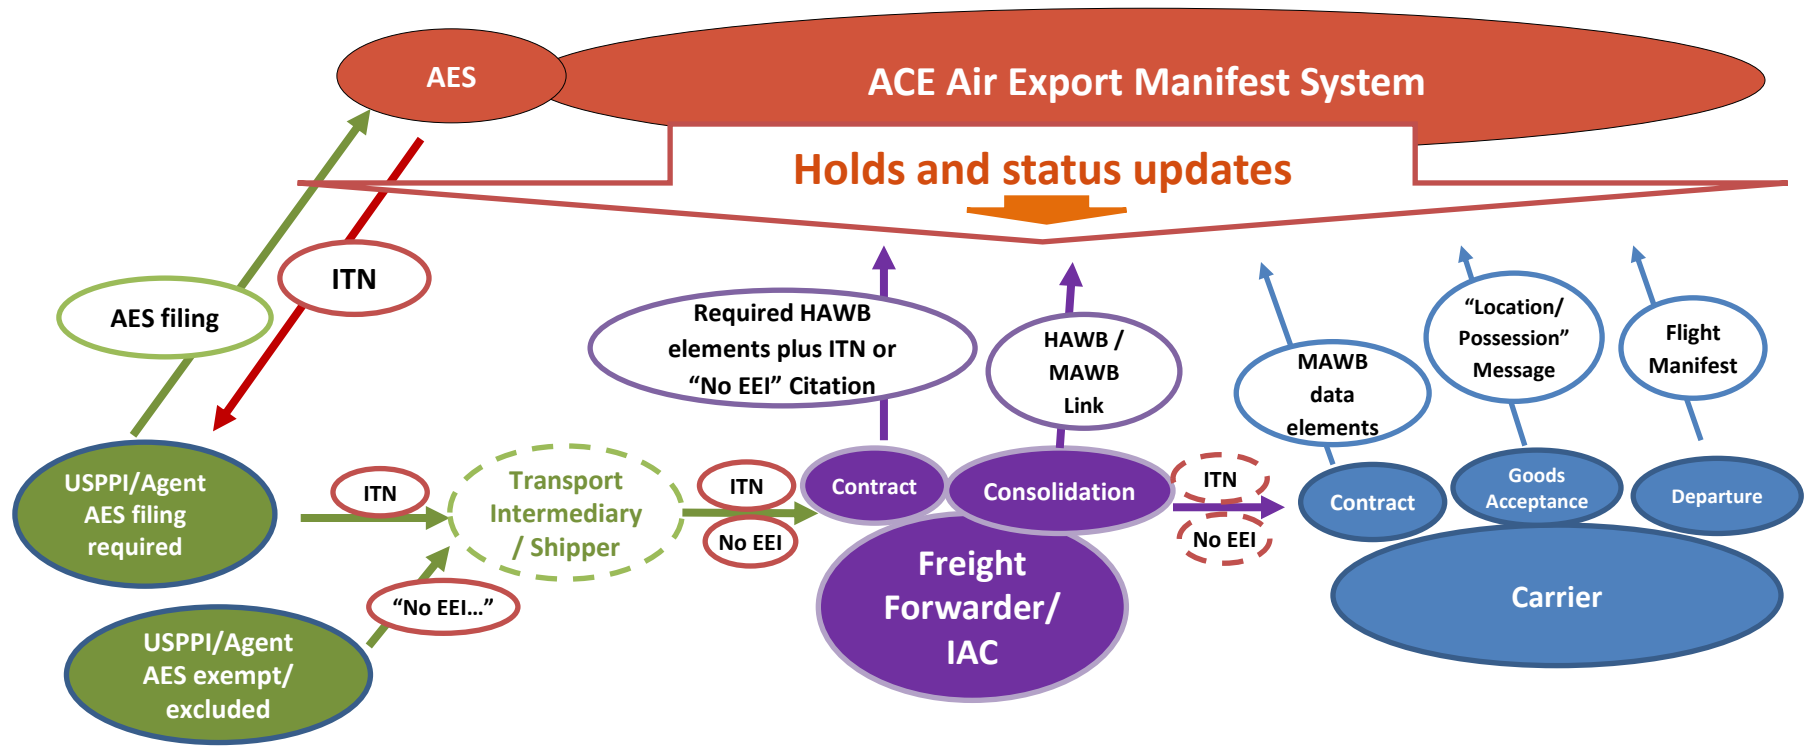 AES
ACE Air Export Manifest System
Holds and status updates
ITN
AES filing
Required HAWB
elements plus ITN or
“No EEI” Citation
HAWB /
MAWB
Link
MAWB
data
elements
“Location/
Possession”
Message
Flight
Manifest
USPPI/Agent
AES filing
required
ITN
Transport
Intermediary
/ Shipper
ITN
No EEI
Contract
Consolidation
ITN
No EEI
Contract
Goods
Acceptance
Departure
“No EEI…”
USPPI/Agent
AES exempt/
excluded
Freight
Forwarder/
IAC
Carrier